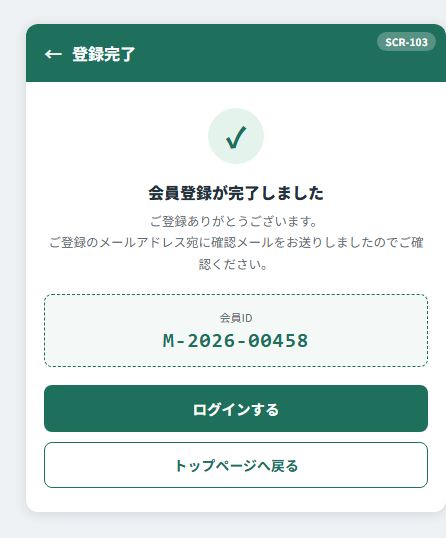 ← 登録完了
SCR-103
✓
会員登録が完了しました
ご登録ありがとうございます。
ご登録のメールアドレス宛に確認メールをお送りしましたのでご確
認ください。
会員ID
M-2026-00458
ログインする
トップページへ戻る